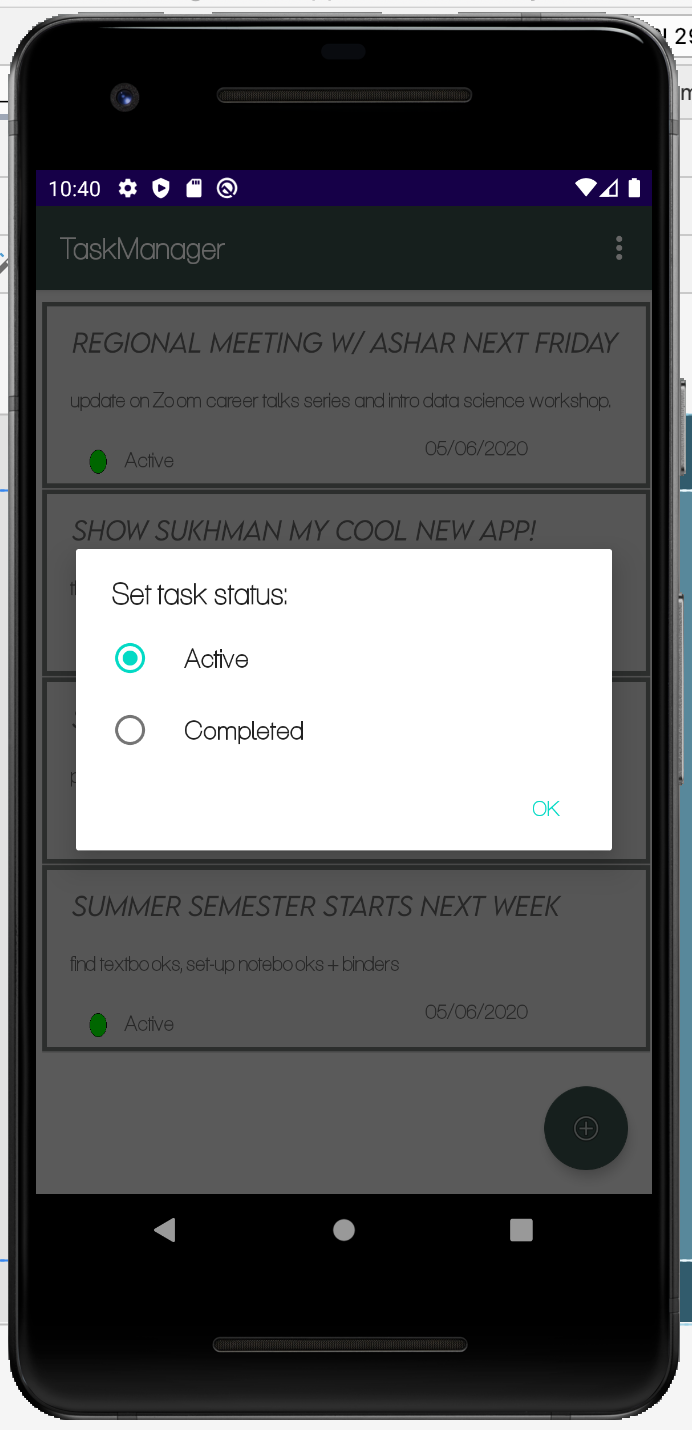 10:40
TaskManager
REGIONAL MEETING W/ ASHAR NEXT FRIDAY
update on Zoom career talks series and intro data science workshop.
Active
05/06/2020
SHOW SUKHMAN MY COOL NEW APP!
Set task status:
Active
Completed
OK
SUMMER SEMESTER STARTS NEXT WEEK
find textbooks, set-up notebooks + binders
Active
05/06/2020